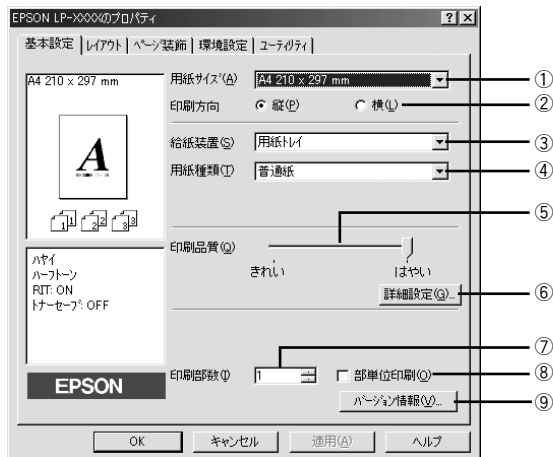 EPSON LP-XXXXのプロパティ
基本設定 レイアウト ページ装飾 環境設定 ユーティリティ
A4 210 x 297 mm
A
1 1 2 2 3 3
ハヤイ
ハーフトーン
RIT: ON
トナーセーブ: OFF
EPSON
用紙サイズ(A) A4 210 x 297 mm ①
印刷方向 縦(P) 横(L) ②
給紙装置(S) 用紙トレイ ③
用紙種類(T) 普通紙 ④
印刷品質(Q) ⑤
きれい はやい
詳細設定(G)... ⑥
⑦
印刷部数(I) 1 部単位印刷(O) ⑧
バージョン情報(V)... ⑨
OK キャンセル 適用(A) ヘルプ